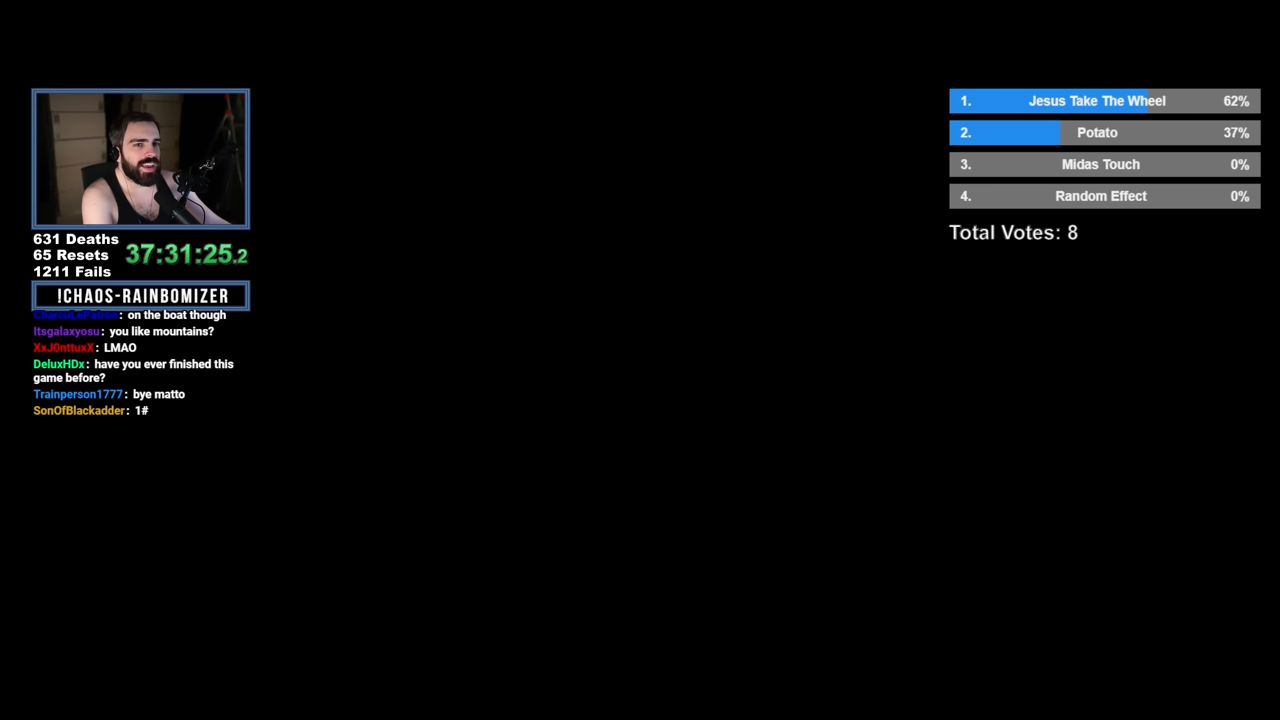 1. Jesus Take The Wheel 62%
2. Potato 37%
3. Midas Touch 0%
4. Random Effect 0%
Total Votes: 8
631 Deaths
65 Resets
1211 Fails
37:31:25.2
!CHAOS-RAINBOMIZER
: on the boat though
Itsgalaxyosu: you like mountains?
XxJ0nttuxX: LMAO
DeluxHDx: have you ever finished this
game before?
Trainperson1777: bye matto
SonOfBlackadder: 1#